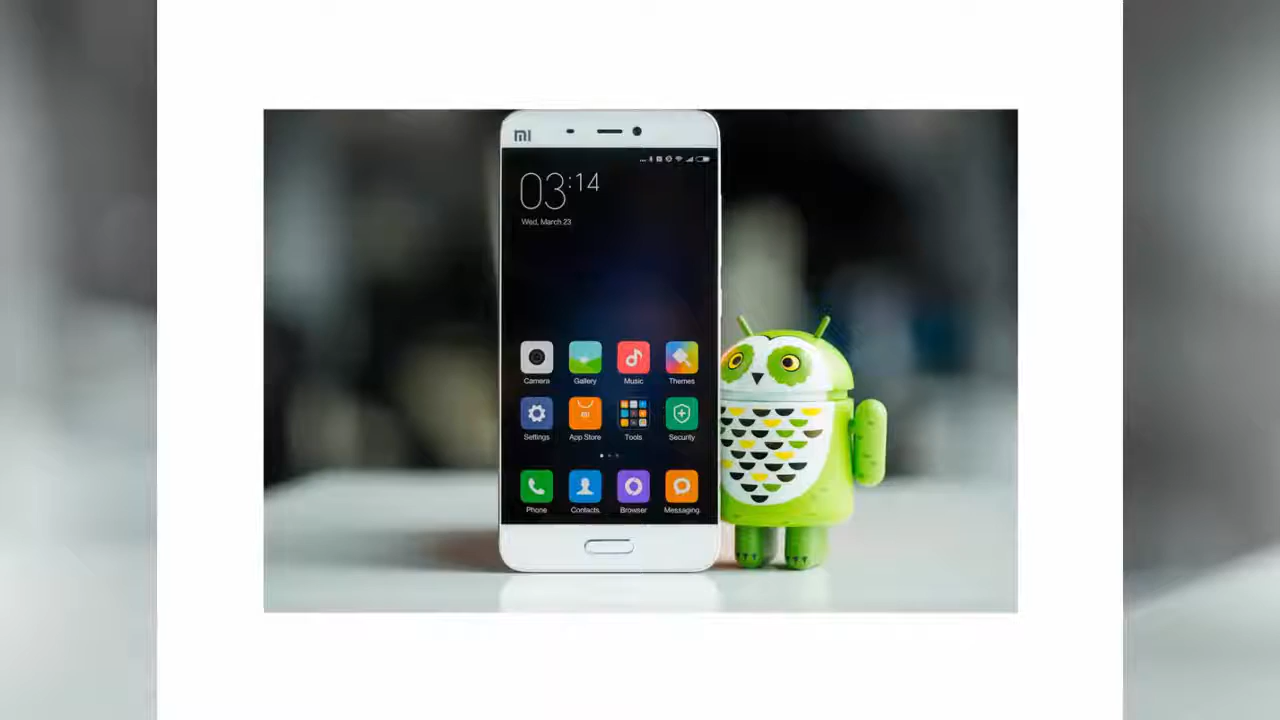 mi
03:14
Wed, March 23
Camera Gallery Music Themes
mi
Settings App Store Tools Security
Phone Contacts Browser Messaging